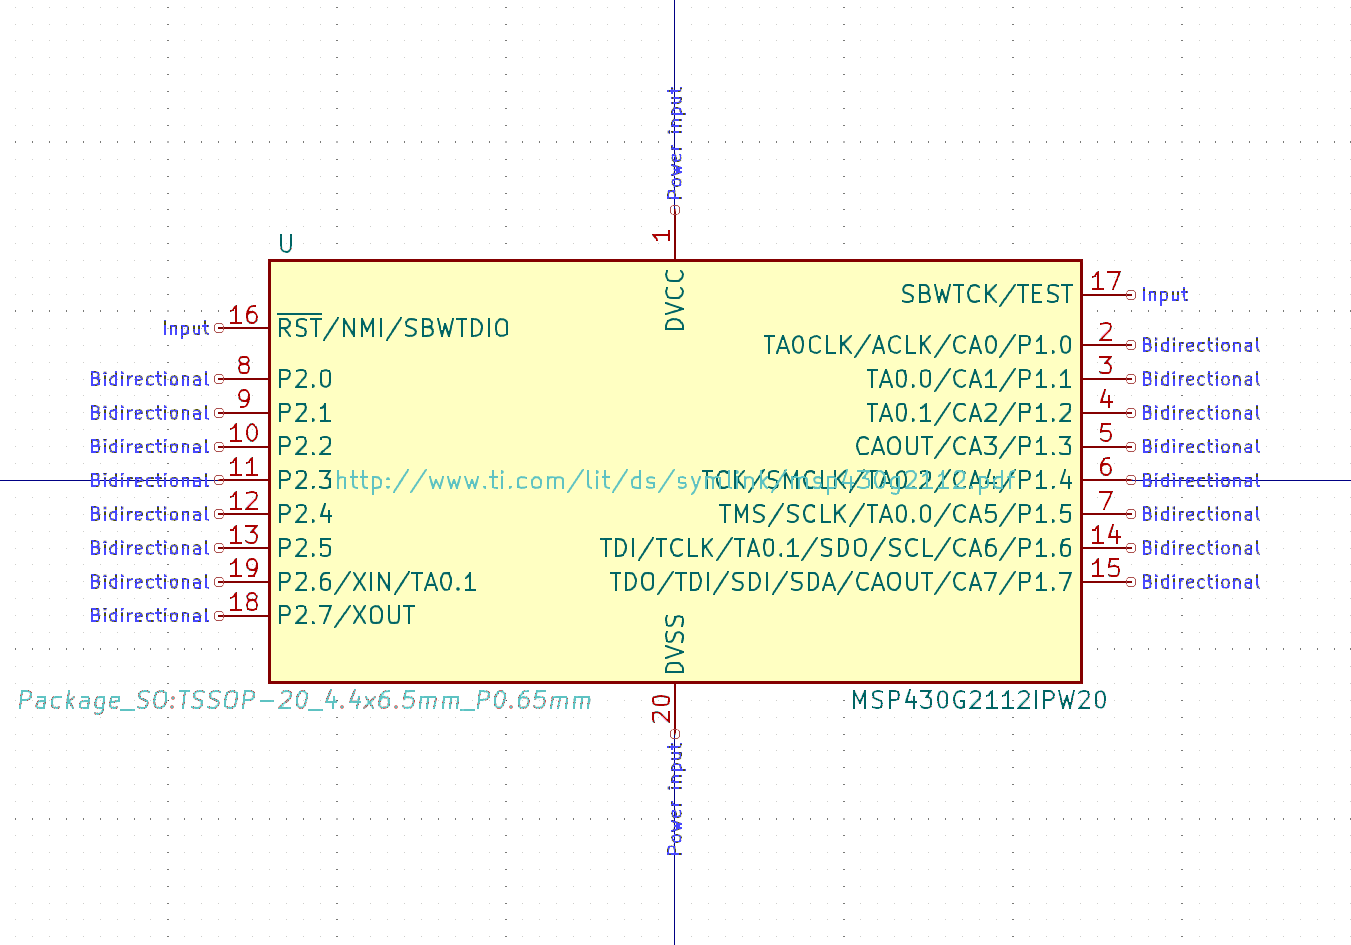 Power input
1
DVCC
U
SBWTCK/TEST 17 Input
Input 16 RST/NMI/SBWTDIO
TA0CLK/ACLK/CA0/P1.0 2 Bidirectional
Bidirectional 8 P2.0 TA0.0/CA1/P1.1 3 Bidirectional
Bidirectional 9 P2.1 TA0.1/CA2/P1.2 4 Bidirectional
Bidirectional 10 P2.2 CAOUT/CA3/P1.3 5 Bidirectional
Bidirectional 11 P2.3 http://www.ti.com/lit/ds/symlink/msp430g2112.pdf TCK/SMCLK/TA0.2/CA4/P1.4 6 Bidirectional
Bidirectional 12 P2.4 TMS/SCLK/TA0.0/CA5/P1.5 7 Bidirectional
Bidirectional 13 P2.5 TDI/TCLK/TA0.1/SDO/SCL/CA6/P1.6 14 Bidirectional
Bidirectional 19 P2.6/XIN/TA0.1 TDO/TDI/SDI/SDA/CAOUT/CA7/P1.7 15 Bidirectional
Bidirectional 18 P2.7/XOUT
DVSS
Package_SO:TSSOP-20_4.4x6.5mm_P0.65mm
20
MSP430G2112IPW20
Power input